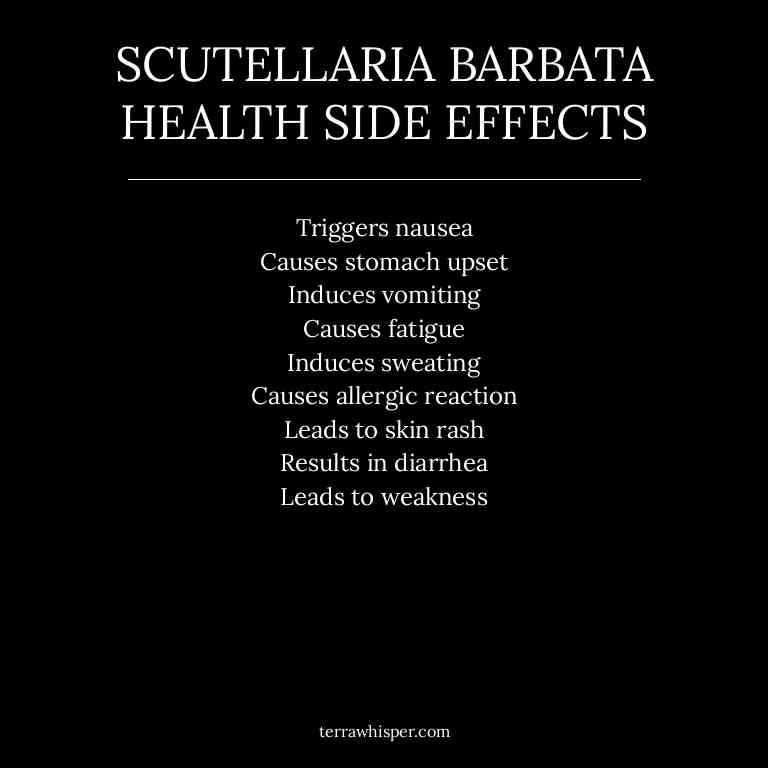 SCUTELLARIA BARBATA
HEALTH SIDE EFFECTS
Triggers nausea
Causes stomach upset
Induces vomiting
Causes fatigue
Induces sweating
Causes allergic reaction
Leads to skin rash
Results in diarrhea
Leads to weakness
terrawhisper.com